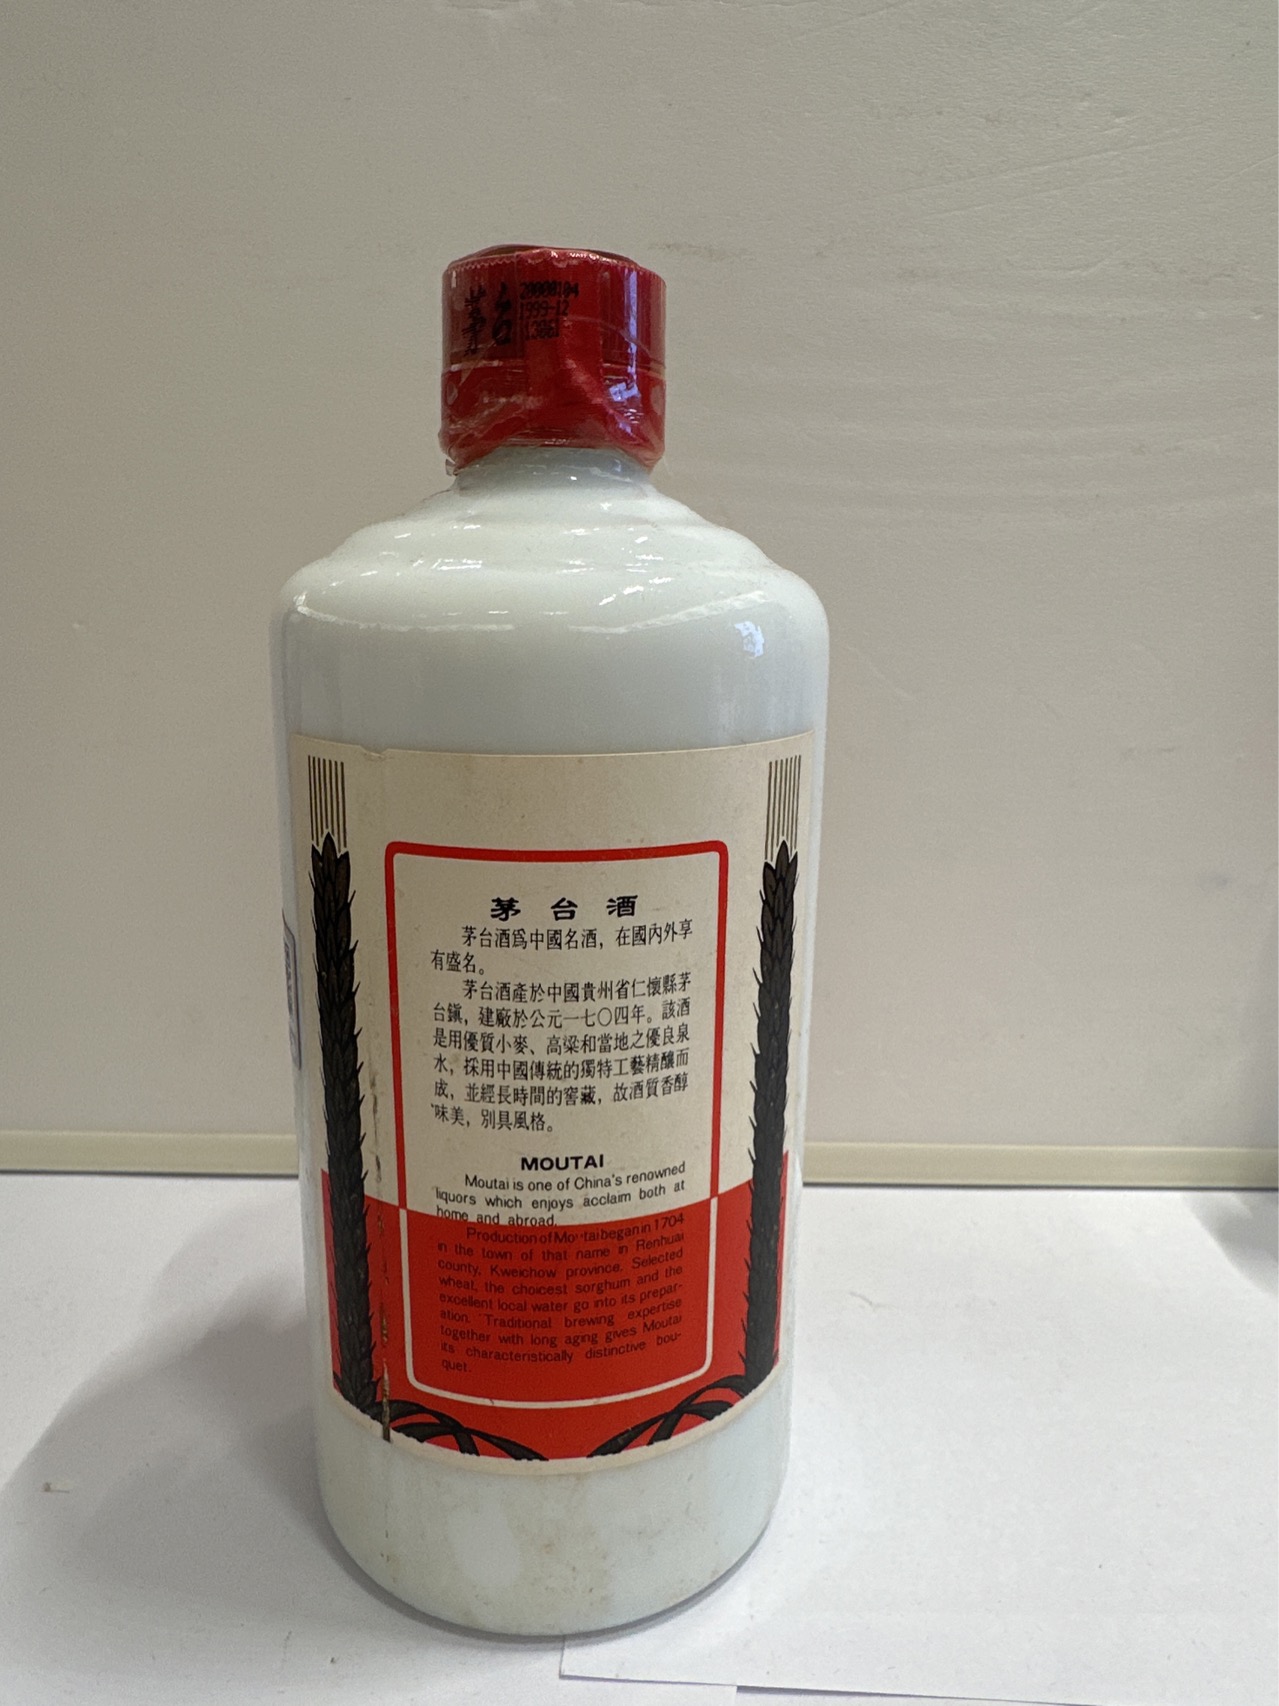 茅台
20000104
1999-12
茅台酒
茅台酒爲中國名酒，在國內外享
有盛名。
茅台酒產於中國貴州省仁懷縣茅
台鎭，建廠於公元一七〇四年。該酒
是用優質小麥、高粱和當地之優良泉
水，採用中國傳統的獨特工藝精釀而
成，並經長時間的窖藏，故酒質香醇
味美，別具風格。
MOUTAI
Moutai is one of China's renowned
liquors which enjoys acclaim both at
home and abroad.
Production of Moutai began in 1704
in the town of that name in Renhuai
county, Kweichow province. Selected
wheat, the choicest sorghum and the
excellent local water go into its prepar-
ation. Traditional brewing expertise
together with long aging gives Moutai
its characteristically distinctive bou-
quet.